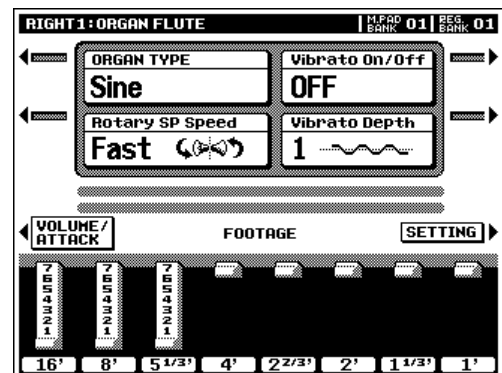 RIGHT1:ORGAN FLUTE M.PAD BANK 01 REG. BANK 01
ORGAN TYPE Vibrato On/Off
Sine OFF
Rotary SP Speed Vibrato Depth
Fast 1
VOLUME/ATTACK FOOTAGE SETTING
7 7 7
6 6 6
5 5 5
4 4 4
3 3 3
2 2 2
1 1 1
16' 8' 5 1/3' 4' 2 2/3' 2' 1 1/3' 1'